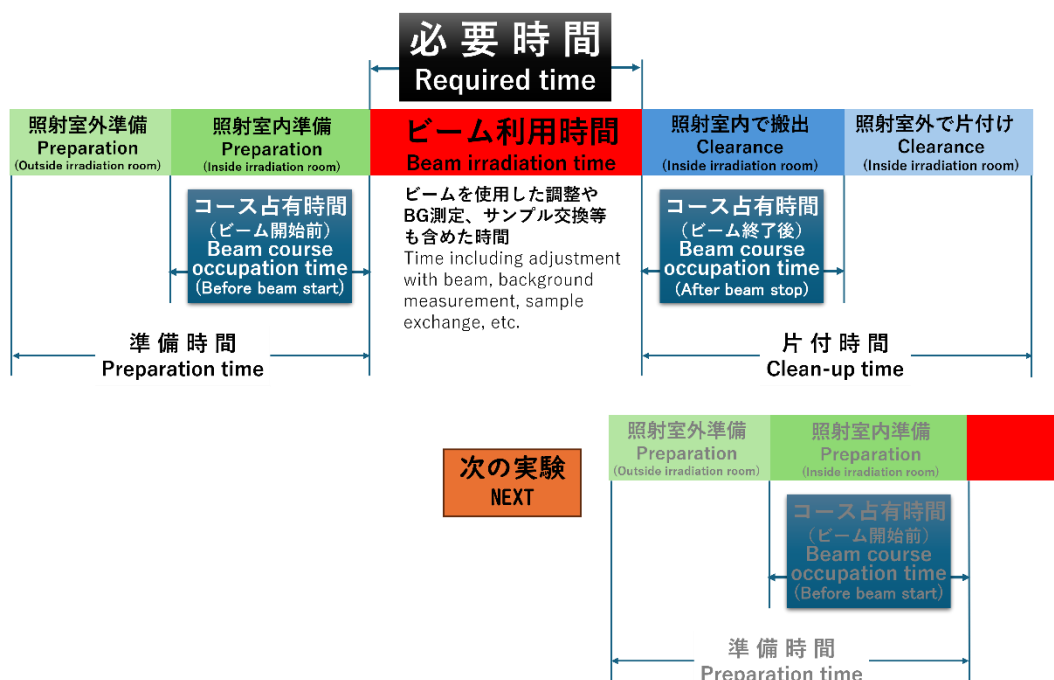 必要時間
Required time
照射室外準備
Preparation
(Outside irradiation room)
照射室内準備
Preparation
(Inside irradiation room)
ビーム利用時間
Beam irradiation time
照射室内で搬出
Clearance
(Inside irradiation room)
照射室外で片付け
Clearance
(Inside irradiation room)
コース占有時間
(ビーム開始前)
Beam course
occupation time
(Before beam start)
ビームを使用した調整や
BG測定、サンプル交換等
も含めた時間
Time including adjustment
with beam, background
measurement, sample
exchange, etc.
コース占有時間
(ビーム終了後)
Beam course
occupation time
(After beam stop)
準備時間
Preparation time
片付時間
Clean-up time
次の実験
NEXT
照射室外準備
Preparation
(Outside irradiation room)
照射室内準備
Preparation
(Inside irradiation room)
コース占有時間
(ビーム開始前)
Beam course
occupation time
(Before beam start)
準備時間
Preparation time